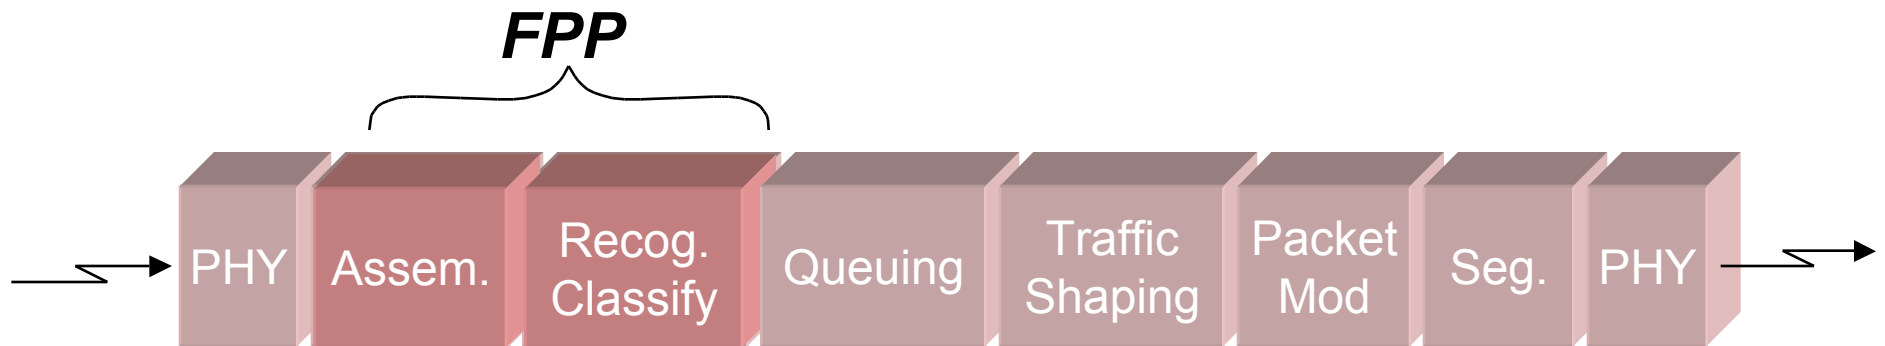 FPP
PHY
Assem.
Recog.
Classify
Queuing
Traffic
Shaping
Packet
Mod
Seg.
PHY